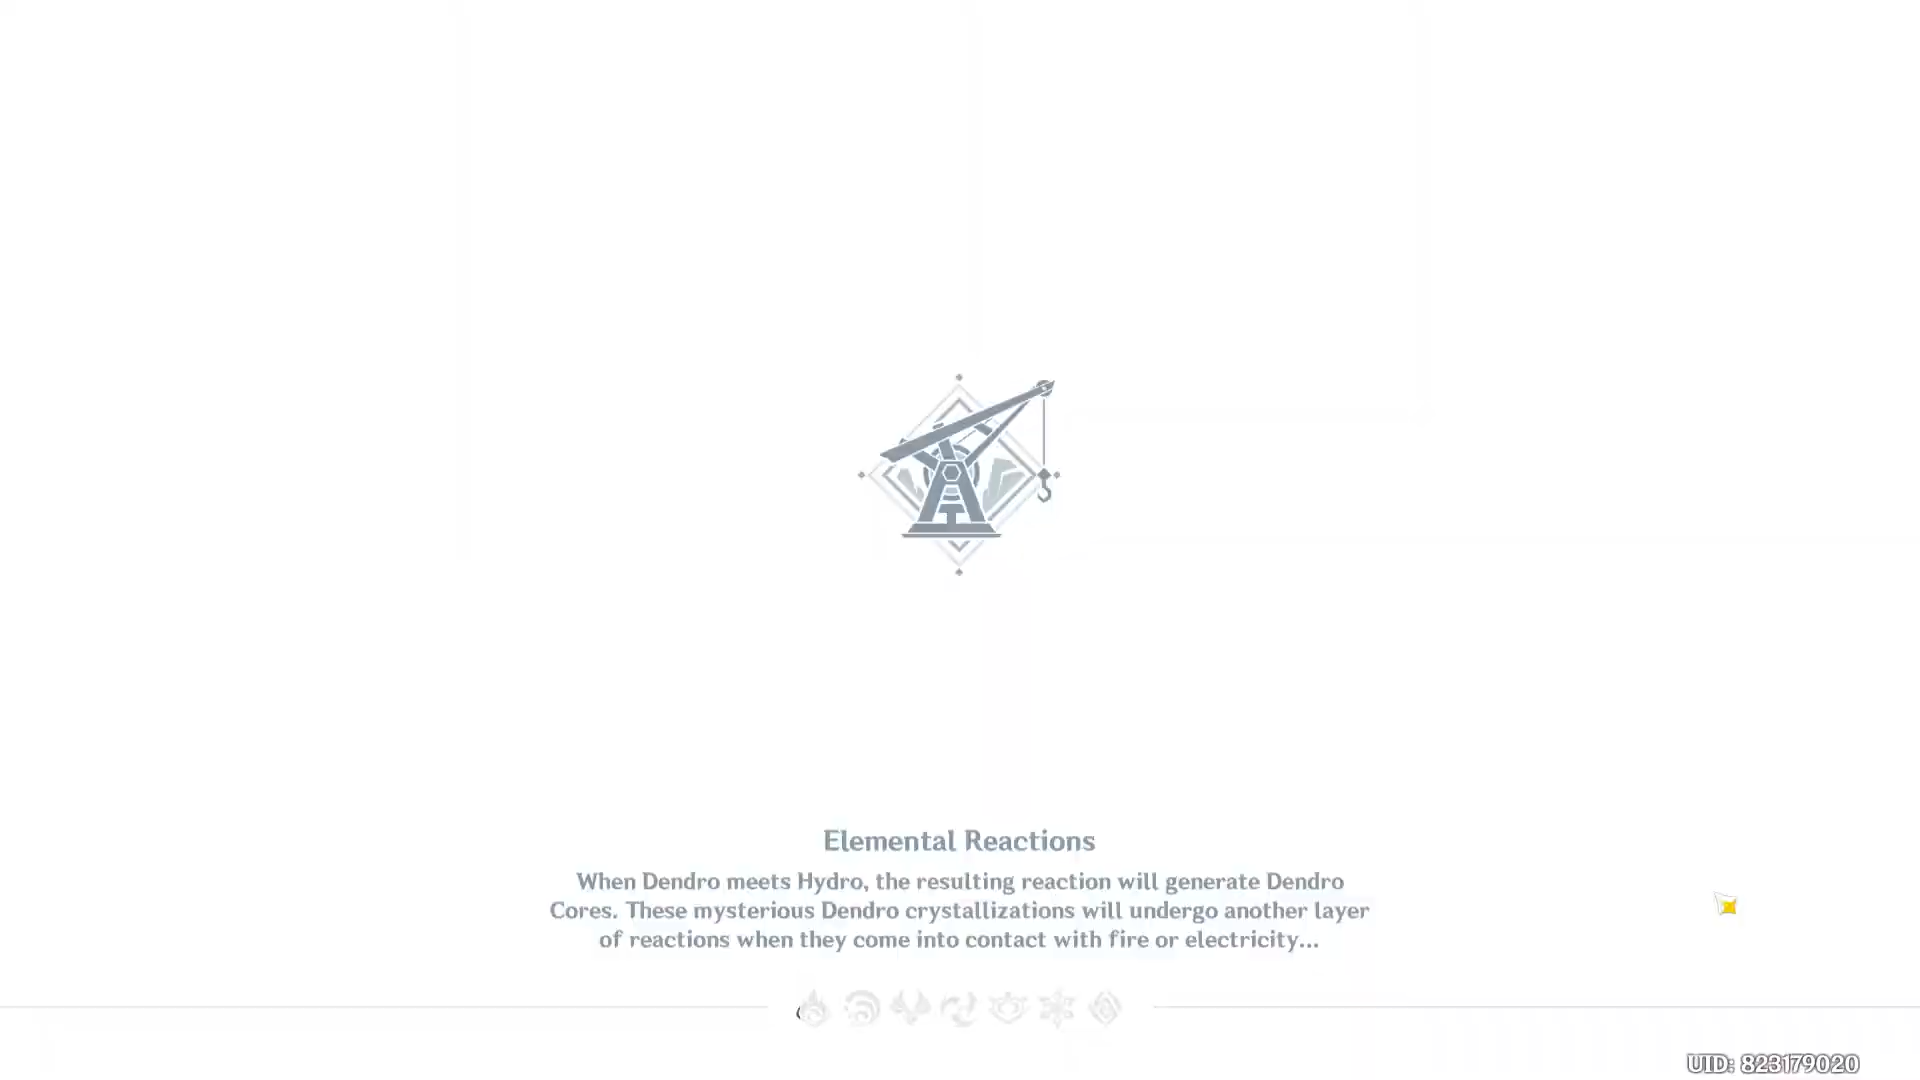 Elemental Reactions
When Dendro meets Hydro, the resulting reaction will generate Dendro
Cores. These mysterious Dendro crystallizations will undergo another layer
of reactions when they come into contact with fire or electricity...
UID: 823179020